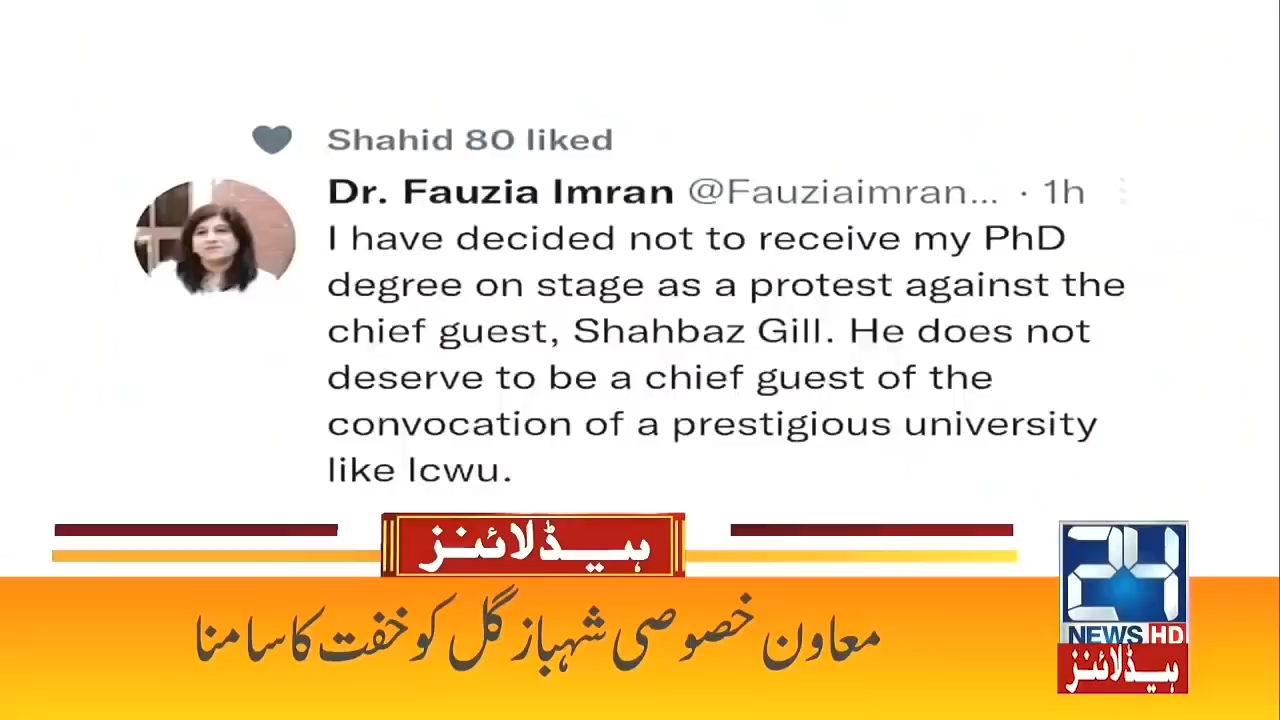 Shahid 80 liked
Dr. Fauzia Imran @Fauziaimran... · 1h
I have decided not to receive my PhD
degree on stage as a protest against the
chief guest, Shahbaz Gill. He does not
deserve to be a chief guest of the
convocation of a prestigious university
like lcwu.
ہیڈلائنز
معاون خصوصی شہباز گل کو خفت کا سامنا
24
NEWS HD
ہیڈلائنز